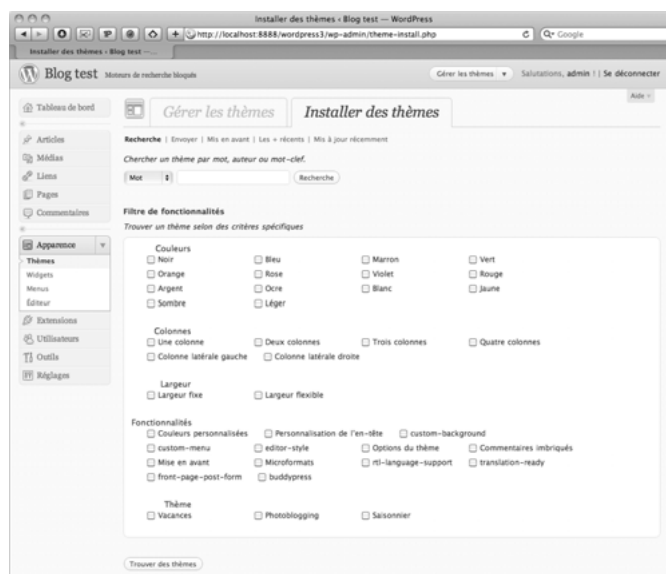 Installer des thèmes ‹ Blog test — WordPress
http://localhost:8888/wordpress3/wp-admin/theme-install.php
Google
Installer des thèmes ‹ Blog test —...
Blog test Moteurs de recherche bloqués
Gérer les thèmes
Salutations, admin ! | Se déconnecter
Aide
Tableau de bord
Articles
Médias
Liens
Pages
Commentaires
Apparence
Thèmes
Widgets
Menus
Éditeur
Extensions
Utilisateurs
Outils
Réglages
Gérer les thèmes
Installer des thèmes
Recherche | Envoyer | Mis en avant | Les + récents | Mis à jour récemment
Chercher un thème par mot, auteur ou mot-clef.
Mot
Recherche
Filtre de fonctionnalités
Trouver un thème selon des critères spécifiques
Couleurs
Noir Bleu Marron Vert
Orange Rose Violet Rouge
Argent Ocre Blanc Jaune
Sombre Léger
Colonnes
Une colonne Deux colonnes Trois colonnes Quatre colonnes
Colonne latérale gauche Colonne latérale droite
Largeur
Largeur fixe Largeur flexible
Fonctionnalités
Couleurs personnalisées Personnalisation de l'en-tête custom-background
custom-menu editor-style Options du thème Commentaires imbriqués
Mise en avant Microformats rtl-language-support translation-ready
front-page-post-form buddypress
Thème
Vacances Photoblogging Saisonnier
Trouver des thèmes